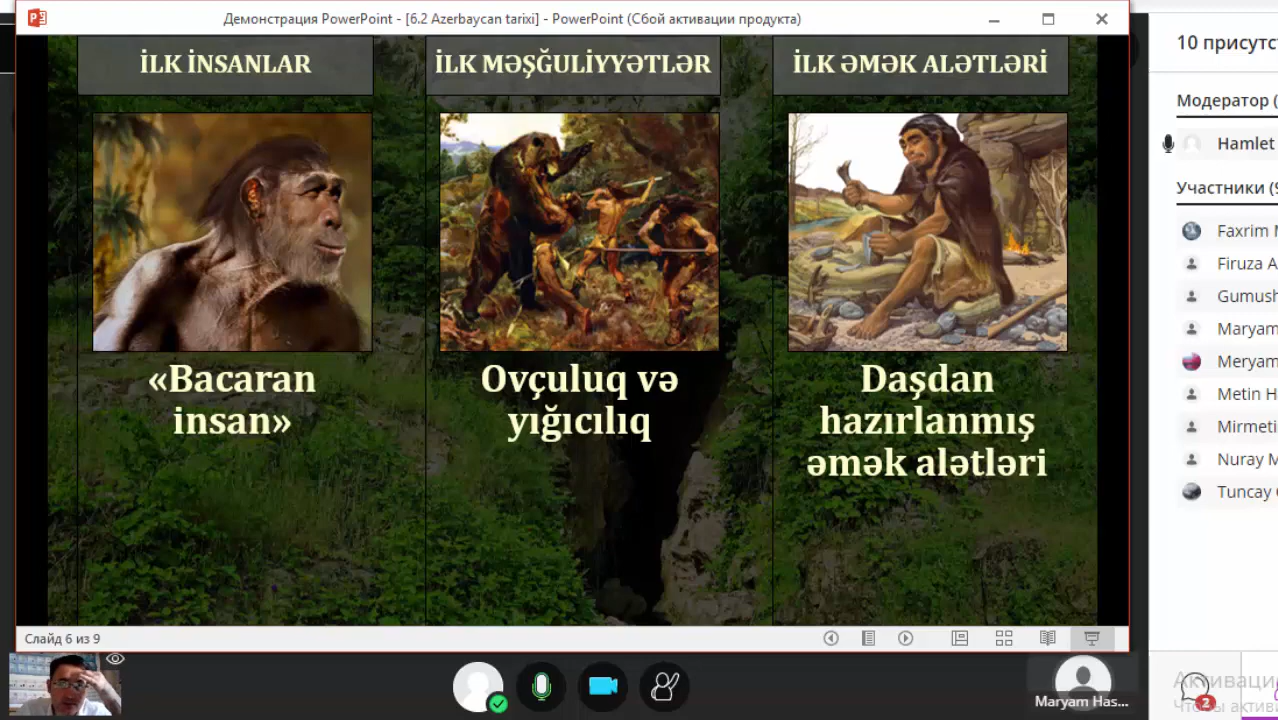 Демонстрация PowerPoint - [6.2 Azerbaycan tarixi] - PowerPoint (Сбой активации продукта)
İLK İNSANLAR
İLK MƏŞĞULİYYƏTLƏR
İLK ƏMƏK ALƏTLƏRİ
«Bacaran
insan»
Ovçuluq və
yığıcılıq
Daşdan
hazırlanmış
əmək alətləri
Слайд 6 из 9
10 присутст
Модератор (
Hamlet
Участники (9
Faxrim M
Firuza A
Gumush
Maryam
Meryam
Metin H
Mirmeti
Nuray M
Tuncay
Maryam Has...
Активаци
Чтобы актив
2